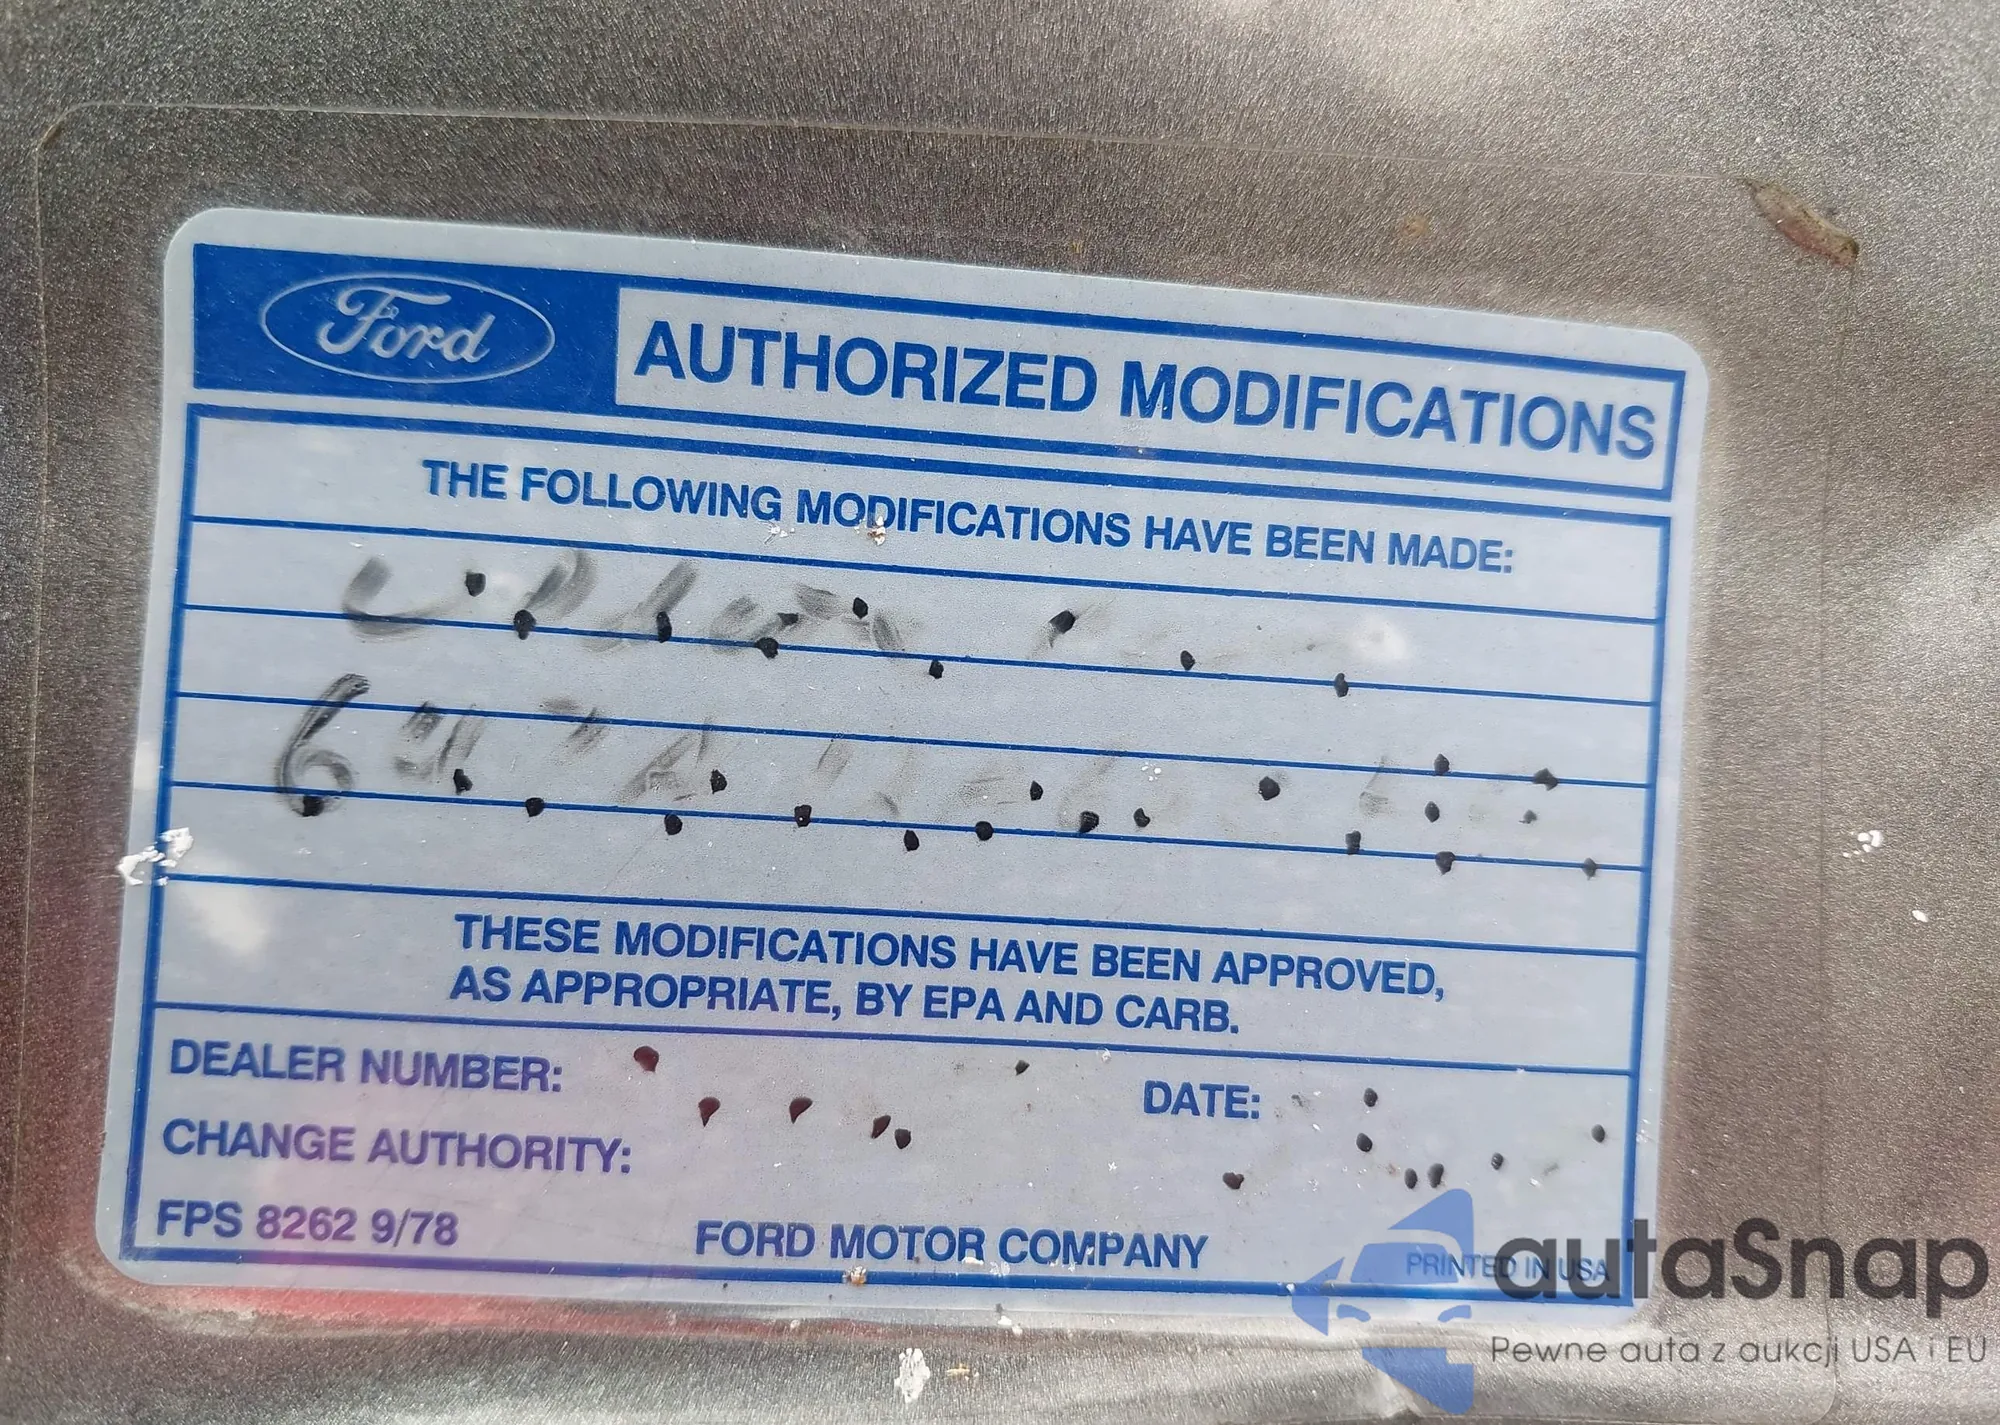 Ford
AUTHORIZED MODIFICATIONS
THE FOLLOWING MODIFICATIONS HAVE BEEN MADE:
THESE MODIFICATIONS HAVE BEEN APPROVED,
AS APPROPRIATE, BY EPA AND CARB.
DEALER NUMBER:
DATE:
CHANGE AUTHORITY:
FPS 8262 9/78
FORD MOTOR COMPANY
PRINTED IN USA
autaSnap
Pewne auta z aukcji USA i EU